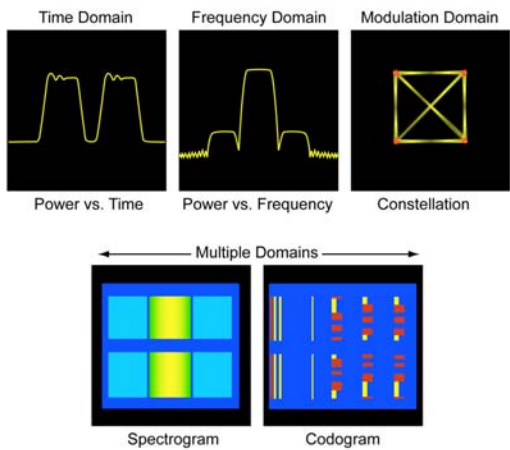 Time Domain
Frequency Domain
Modulation Domain
Power vs. Time
Power vs. Frequency
Constellation
Multiple Domains
Spectrogram
Codogram